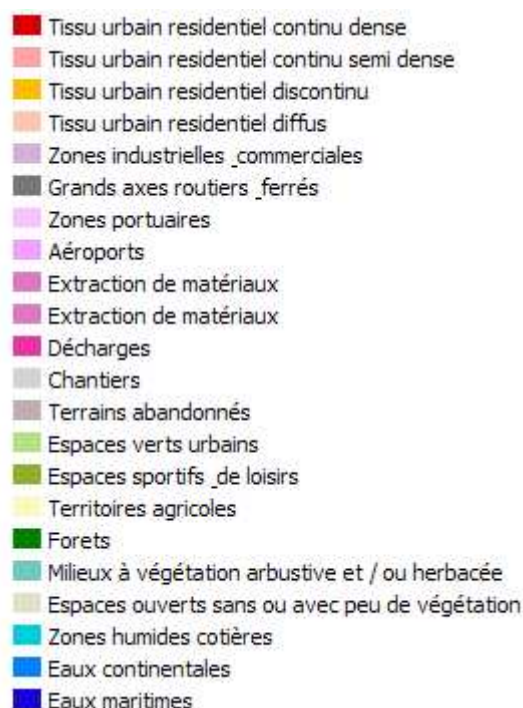 Tissu urbain residentiel continu dense
Tissu urbain residentiel continu semi dense
Tissu urbain residentiel discontinu
Tissu urbain residentiel diffus
Zones industrielles _commerciales
Grands axes routiers _ferrés
Zones portuaires
Aéroports
Extraction de matériaux
Extraction de matériaux
Décharges
Chantiers
Terrains abandonnés
Espaces verts urbains
Espaces sportifs _de loisirs
Territoires agricoles
Forets
Milieux à végétation arbustive et / ou herbacée
Espaces ouverts sans ou avec peu de végétation
Zones humides cotières
Eaux continentales
Eaux maritimes